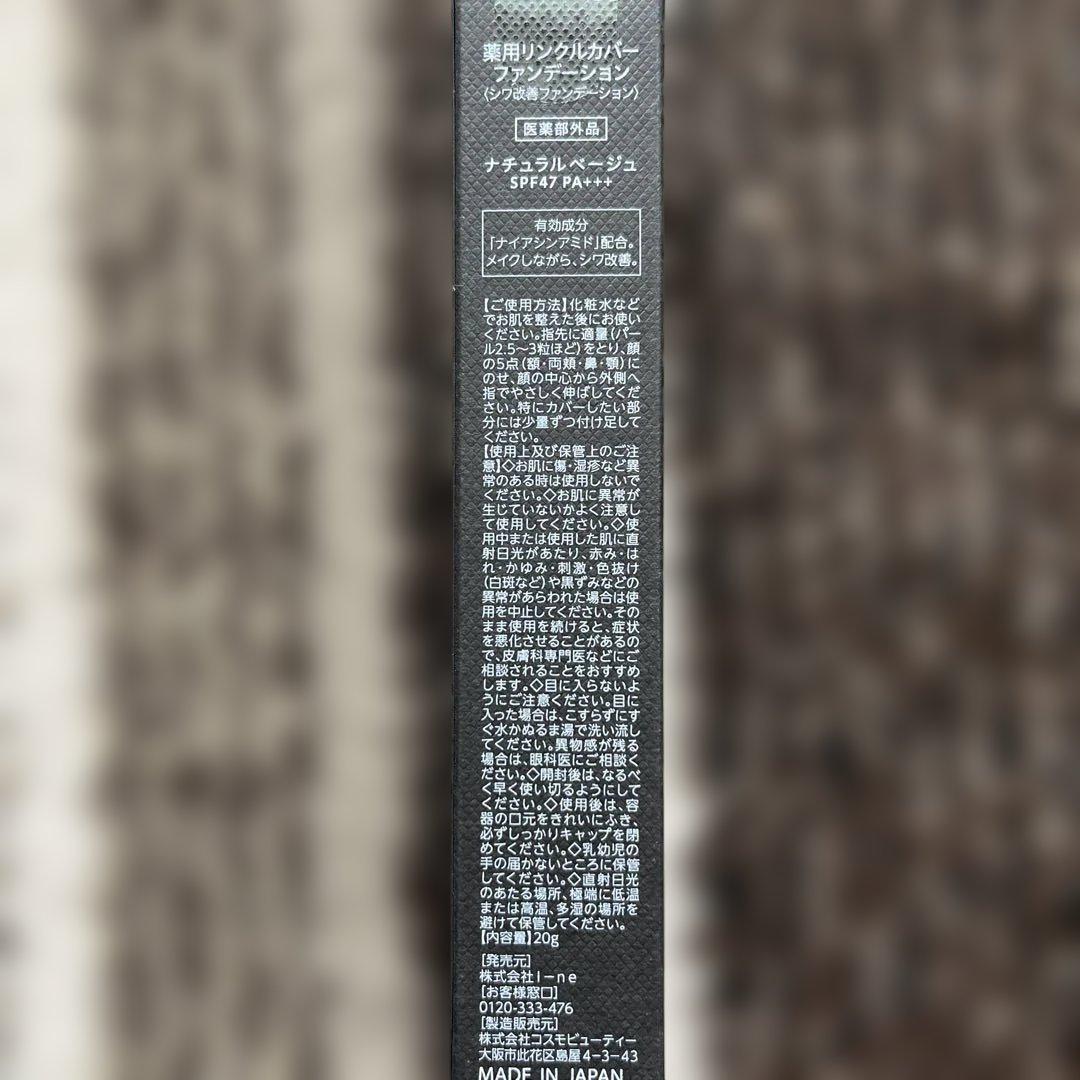 薬用リンクルカバー
ファンデーション
〈シワ改善ファンデーション〉
医薬部外品
ナチュラルベージュ
SPF47 PA+++
有効成分
「ナイアシンアミド」配合。
メイクしながら、シワ改善。
【ご使用方法】化粧水など
でお肌を整えた後にお使い
ください。指先に適量(パー
ル2.5〜3粒ほど)をとり、顔
の5点(額・両頬・鼻・顎)に
のせ、顔の中心から外側へ
指でやさしく伸ばしてくだ
さい。特にカバーしたい部
分には少量ずつ付け足して
ください。
【使用上及び保管上のご注
意】◇お肌に傷・湿疹など異
常のある時は使用しないで
ください。◇お肌に異常が
生じていないかよく注意し
て使用してください。◇使
用中または使用した肌に直
射日光があたり、赤み・は
れ・かゆみ・刺激・色抜け
(白斑など)や黒ずみなどの
異常があらわれた場合は使
用を中止してください。その
まま使用を続けると、症状
を悪化させることがあるの
で、皮膚科専門医などにご
相談されることをおすすめ
します。◇目に入らないよ
うにご注意ください。目に
入った場合は、こすらずにす
ぐ水かぬるま湯で洗い流し
てください。異物感が残る
場合は、眼科医にご相談く
ださい。◇開封後は、なるべ
く早く使い切るようにして
ください。◇使用後は、容
器の口元をきれいにふき、
必ずしっかりキャップを閉
めてください。◇乳幼児の
手の届かないところに保管
してください。◇直射日光
のあたる場所、極端に低温
または高温、多湿の場所を
避けて保管してください。
【内容量】20g
[発売元]
株式会社I-ne
[お客様窓口]
0120-333-476
[製造販売元]
株式会社コスモビューティー
大阪市此花区島屋4-3-43
MADE IN JAPAN